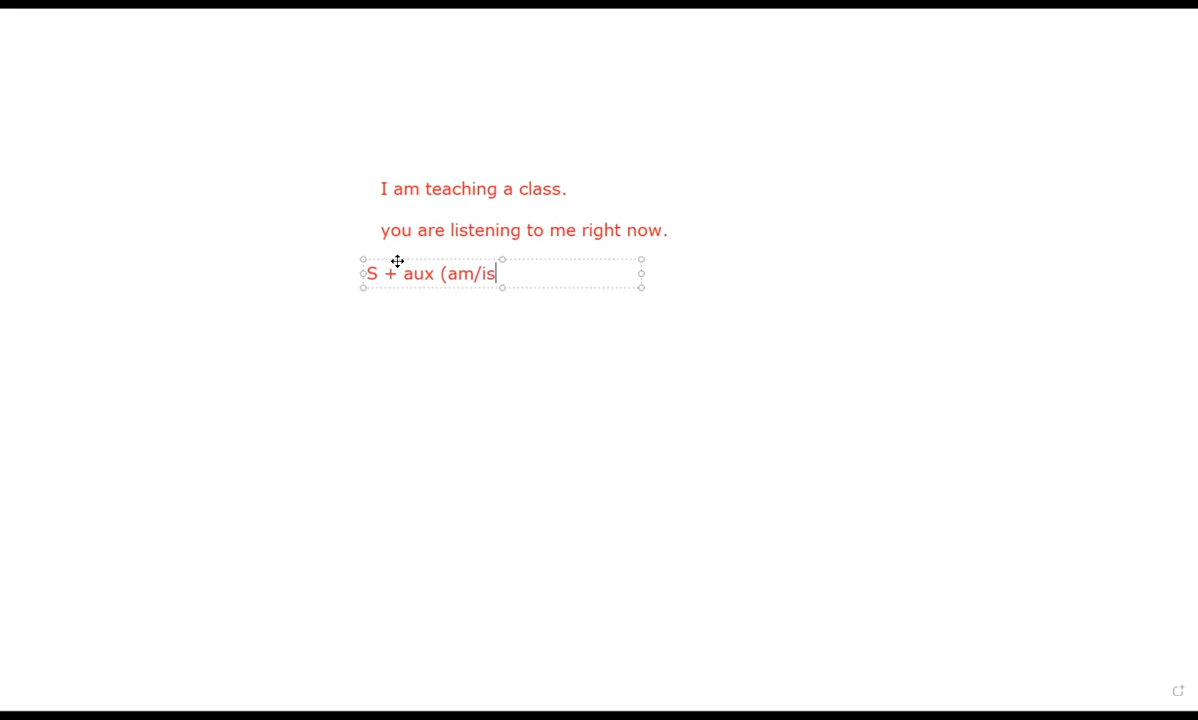 I am teaching a class.
you are listening to me right now.
S + aux (am/is